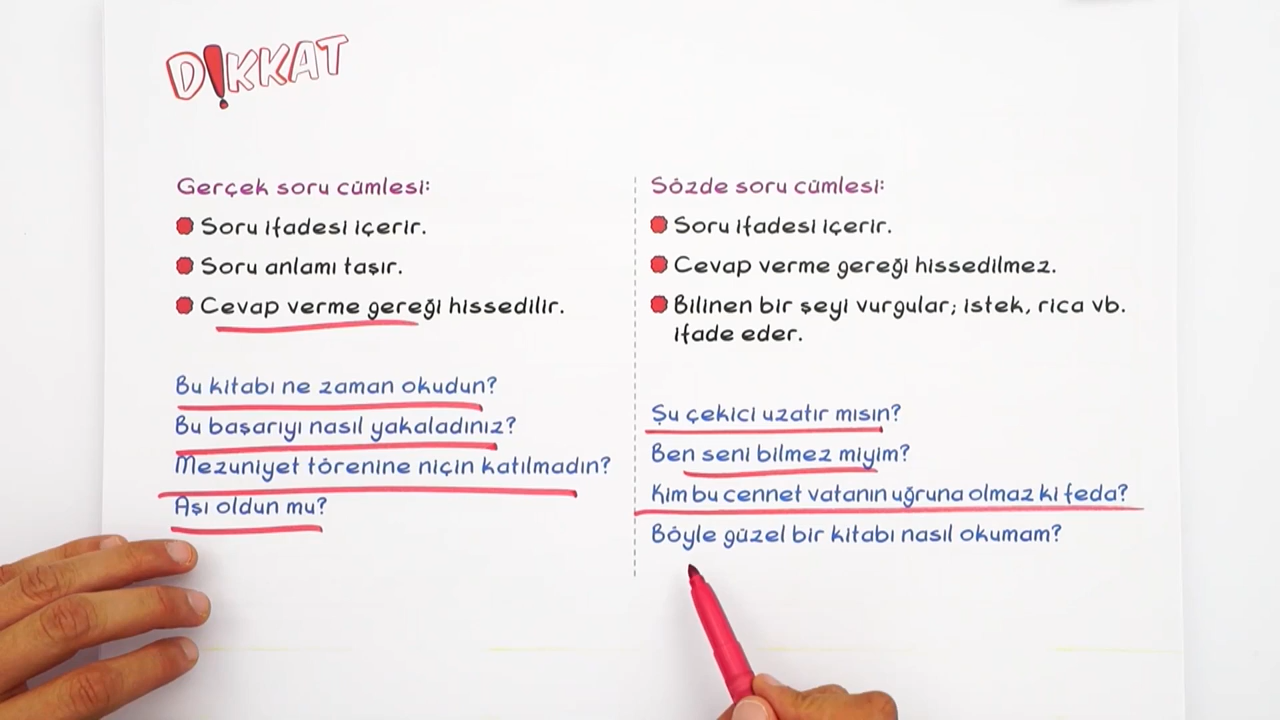 DİKKAT
Gerçek soru cümlesi:
Soru ifadesi içerir.
Soru anlamı taşır.
Cevap verme gereği hissedilir.
Bu kitabı ne zaman okudun?
Bu başarıyı nasıl yakaladınız?
Mezuniyet törenine niçin katılmadın?
Aşı oldun mu?
Sözde soru cümlesi:
Soru ifadesi içerir.
Cevap verme gereği hissedilmez.
Bilinen bir şeyi vurgular; istek, rica vb.
ifade eder.
Şu çekici uzatır mısın?
Ben seni bilmez miyim?
Kim bu cennet vatanın uğruna olmaz ki feda?
Böyle güzel bir kitabı nasıl okumam?